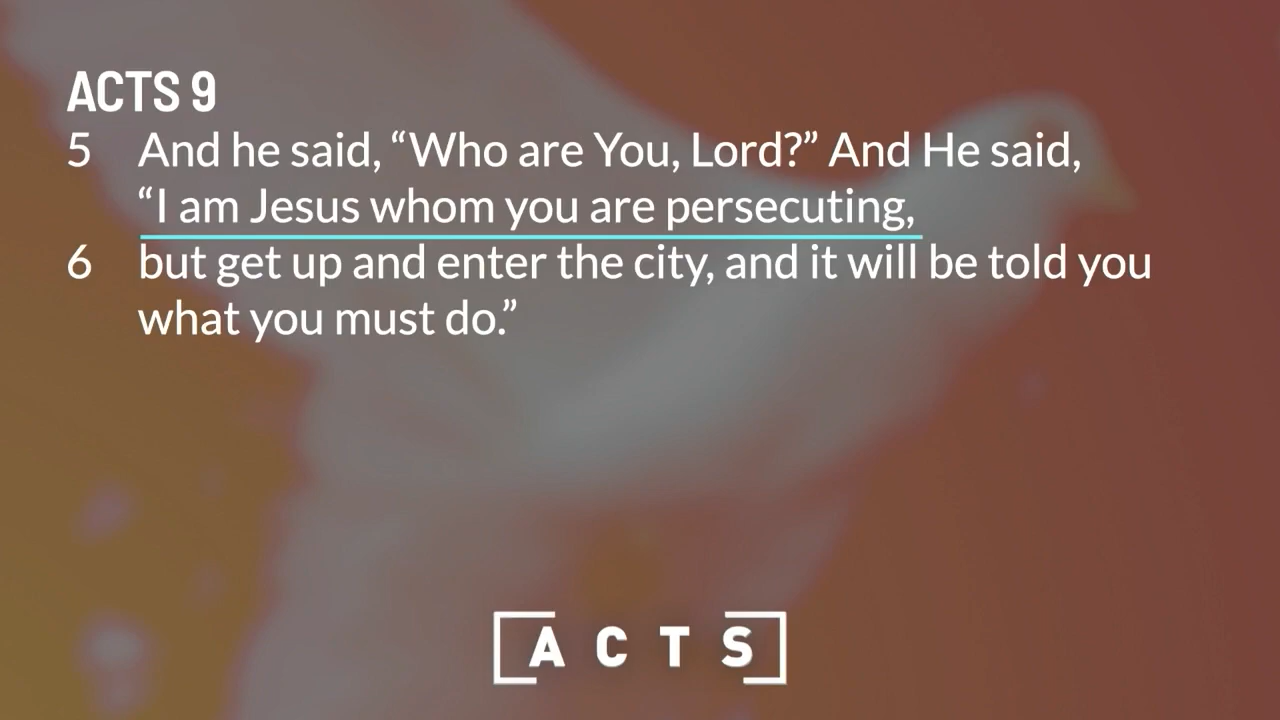 ACTS 9
5 And he said, “Who are You, Lord?” And He said,
“I am Jesus whom you are persecuting,
6 but get up and enter the city, and it will be told you
what you must do.”
[ACTS]